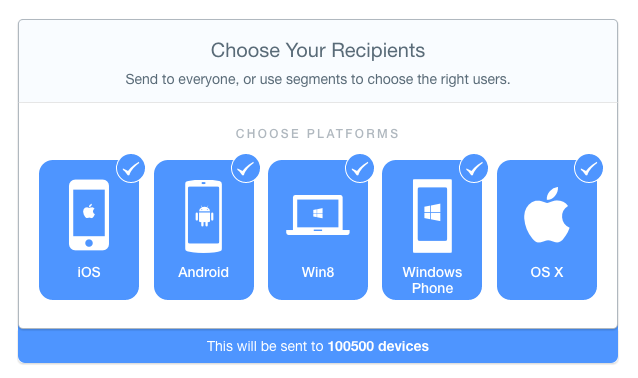 Choose Your Recipients
Send to everyone, or use segments to choose the right users.
CHOOSE PLATFORMS
iOS
Android
Win8
Windows
Phone
OS X
This will be sent to 100500 devices